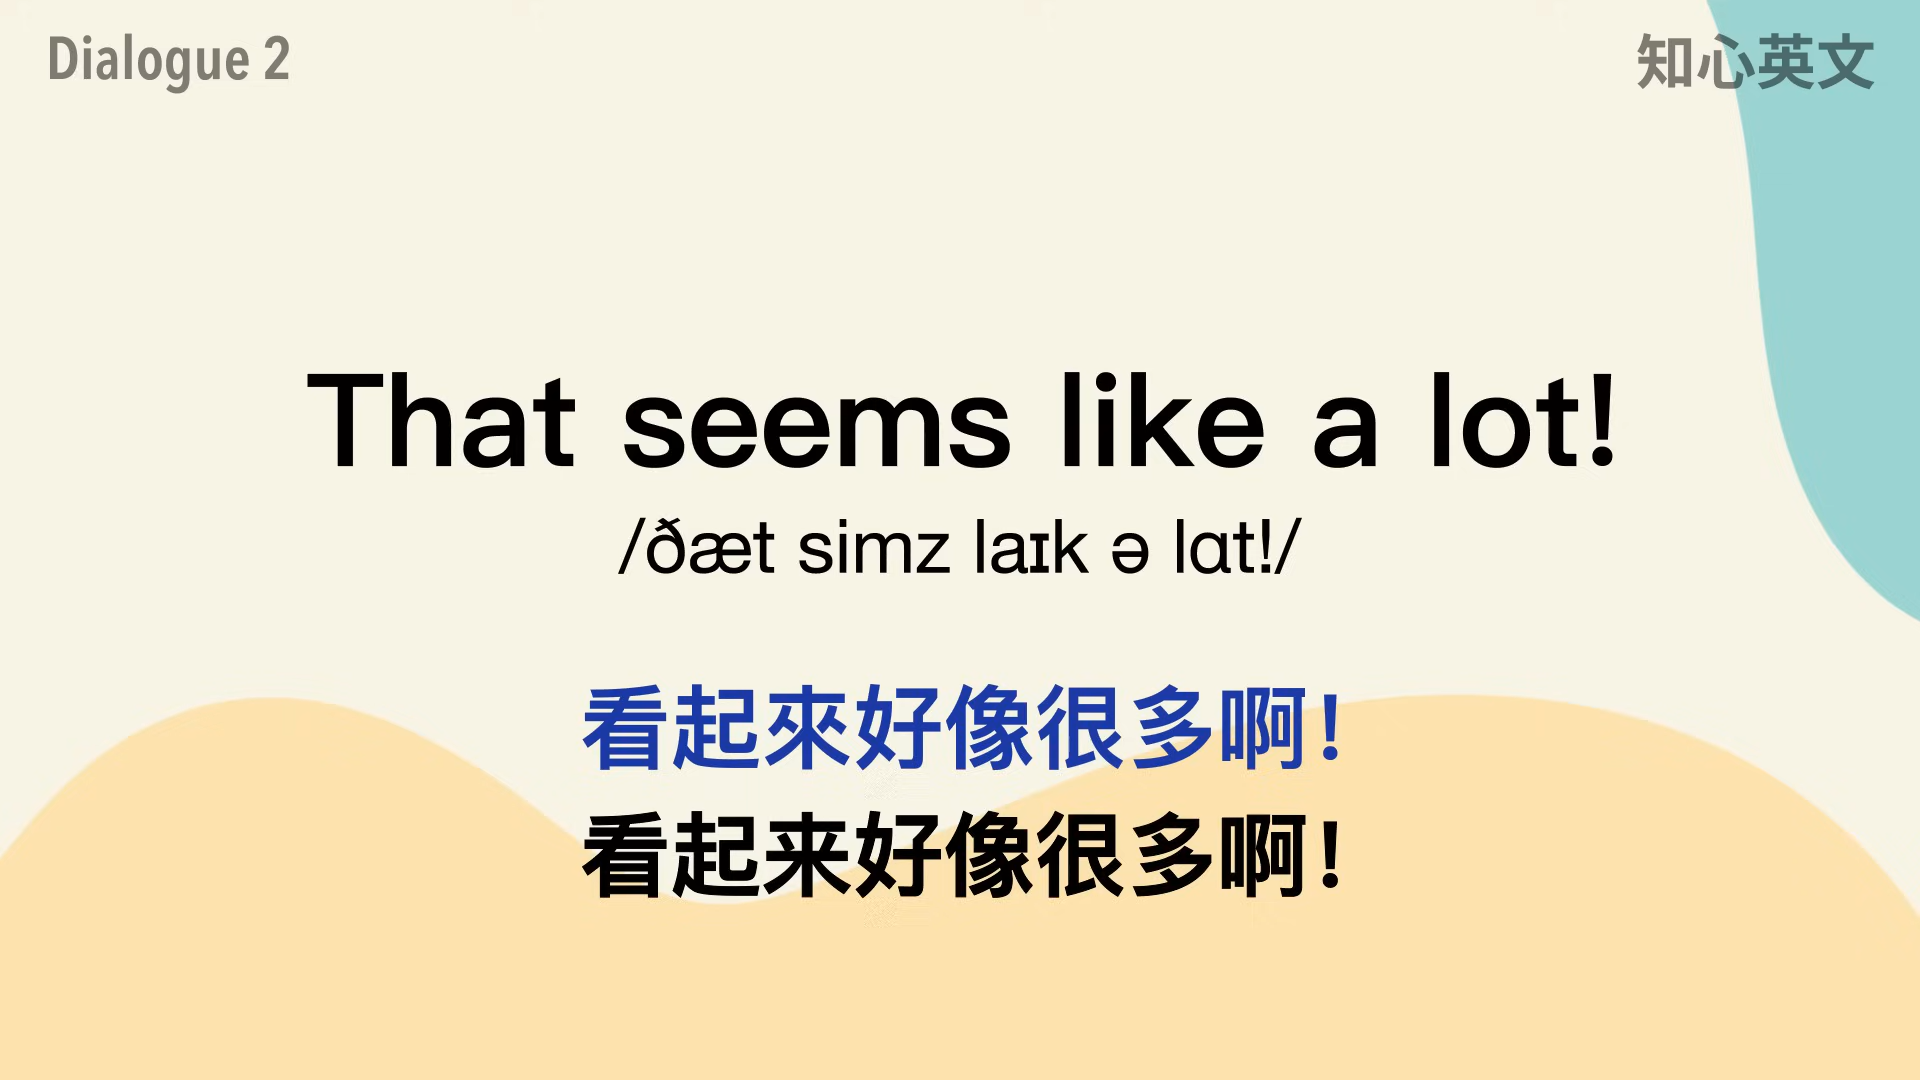 Dialogue 2
知心英文
That seems like a lot!
/ðæt simz laɪk ə lɑt!/
看起來好像很多啊！
看起来好像很多啊！